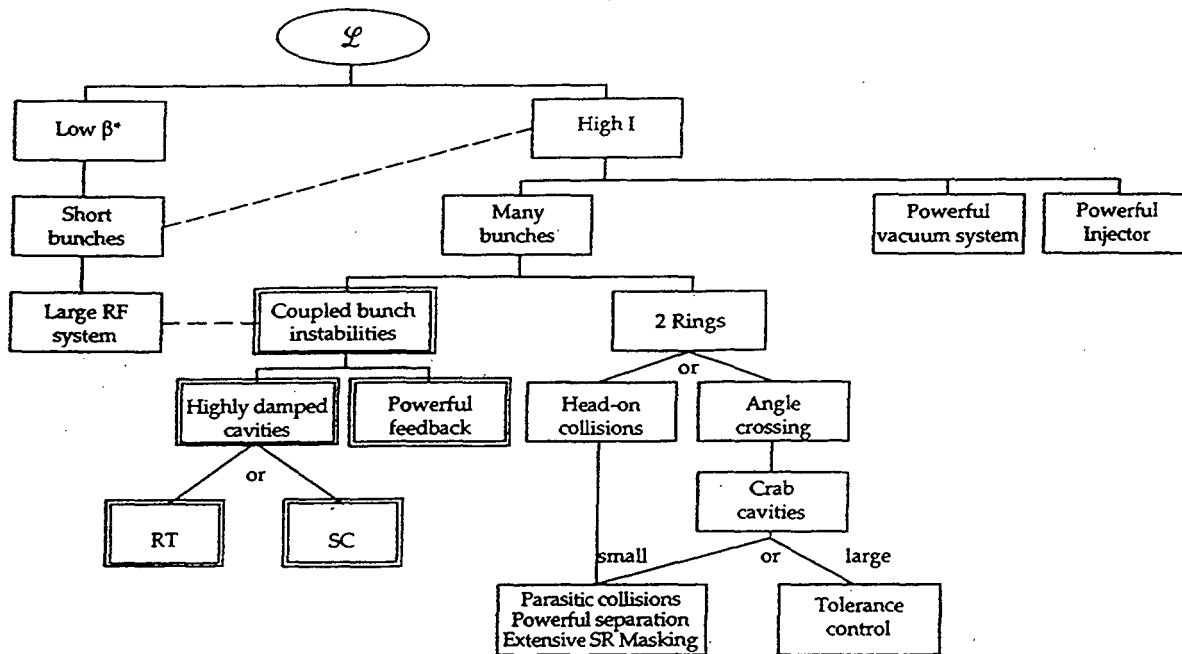 ℒ
Low β*
High I
Short
bunches
Many
bunches
Powerful
vacuum system
Powerful
Injector
Large RF
system
Coupled bunch
instabilities
2 Rings
or
Highly damped
cavities
Powerful
feedback
Head-on
collisions
Angle
crossing
or
Crab
cavities
RT
SC
small
or
large
Parasitic collisions
Powerful separation
Extensive SR Masking
Tolerance
control